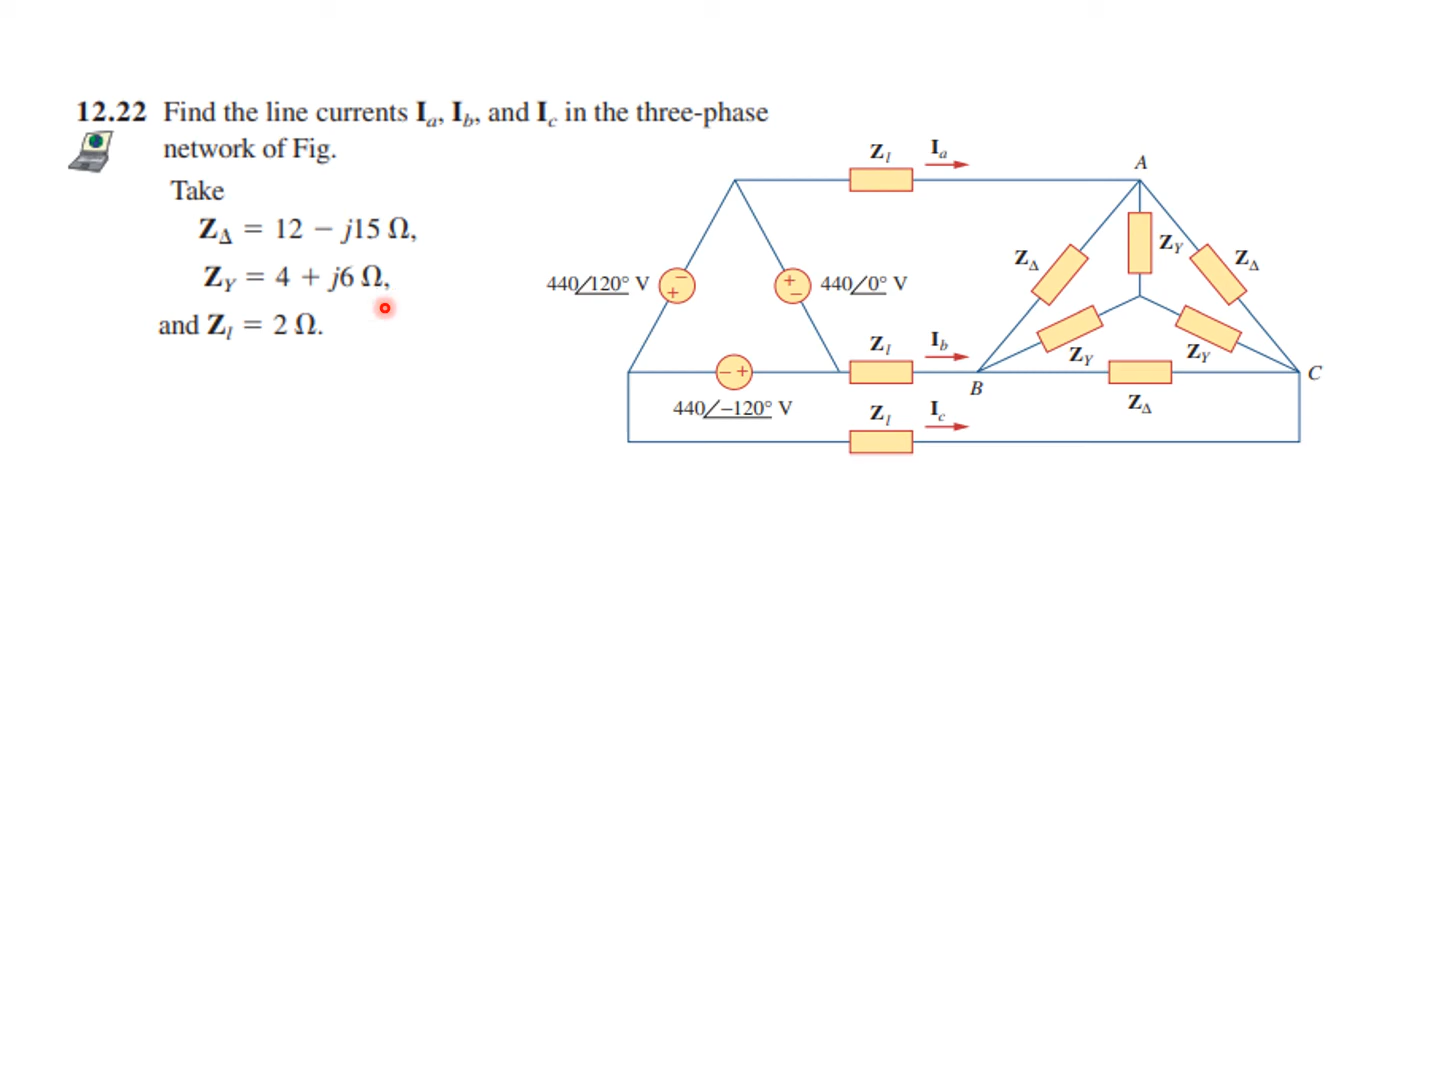 12.22 Find the line currents Iₐ, I_b, and I_c in the three-phase
network of Fig.
Take
Z_Δ = 12 − j15 Ω,
Z_Y = 4 + j6 Ω,
and Z_l = 2 Ω.
Z_l I_a
A
Z_Y
Z_Δ
Z_Δ
440/120° V
− +
+ −
440/0° V
Z_l I_b
Z_Y
Z_Y
− +
B
C
440/−120° V
Z_l I_c
Z_Δ